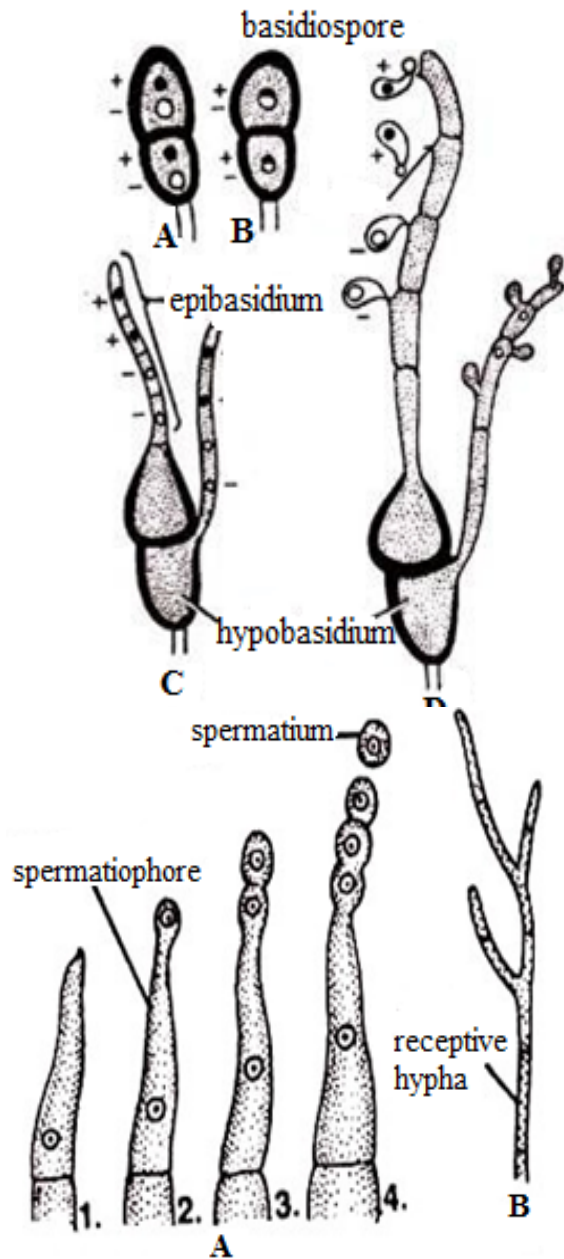 basidiospore
+
−
+
−
A
+
−
+
−
B
+
+
−
−
epibasidium
+
+
−
−
−
hypobasidium
C
D
spermatium
spermatiophore
receptive
hypha
1.
2.
3.
4.
A
B